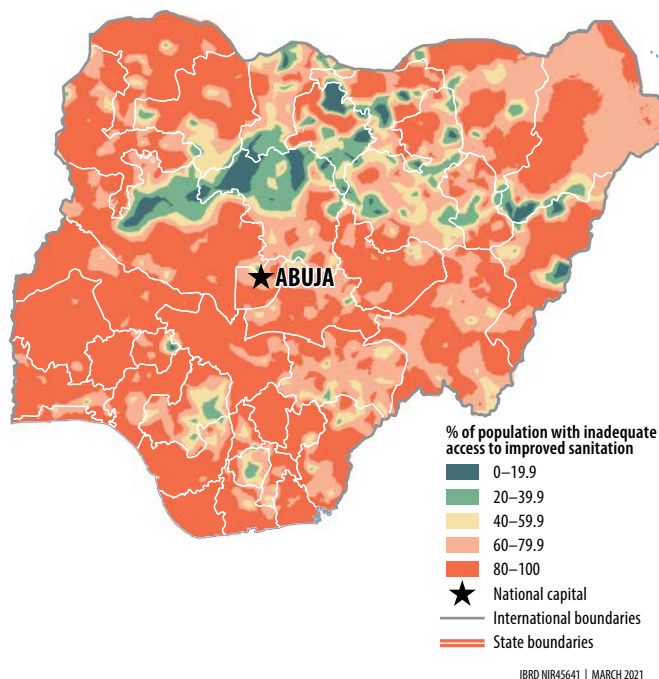 ABUJA
% of population with inadequate
access to improved sanitation
0–19.9
20–39.9
40–59.9
60–79.9
80–100
National capital
International boundaries
State boundaries
IBRD NIR45641 | MARCH 2021